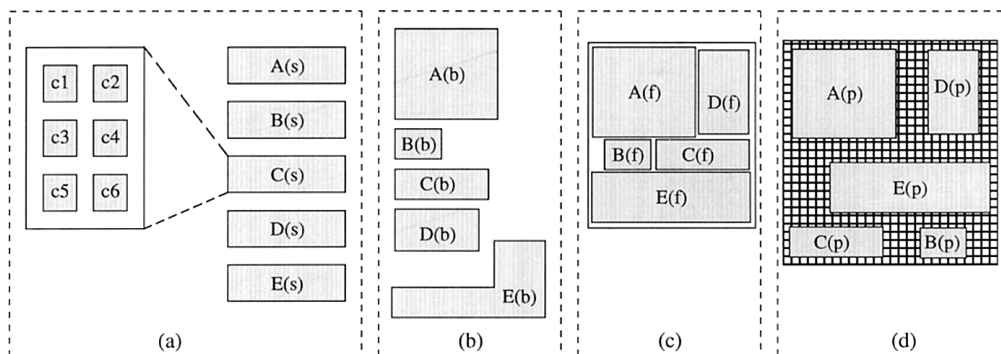 c1 c2
c3 c4
c5 c6
A(s)
B(s)
C(s)
D(s)
E(s)
(a)
A(b)
B(b)
C(b)
D(b)
E(b)
(b)
A(f)
D(f)
B(f) C(f)
E(f)
(c)
A(p)
D(p)
E(p)
C(p)
B(p)
(d)